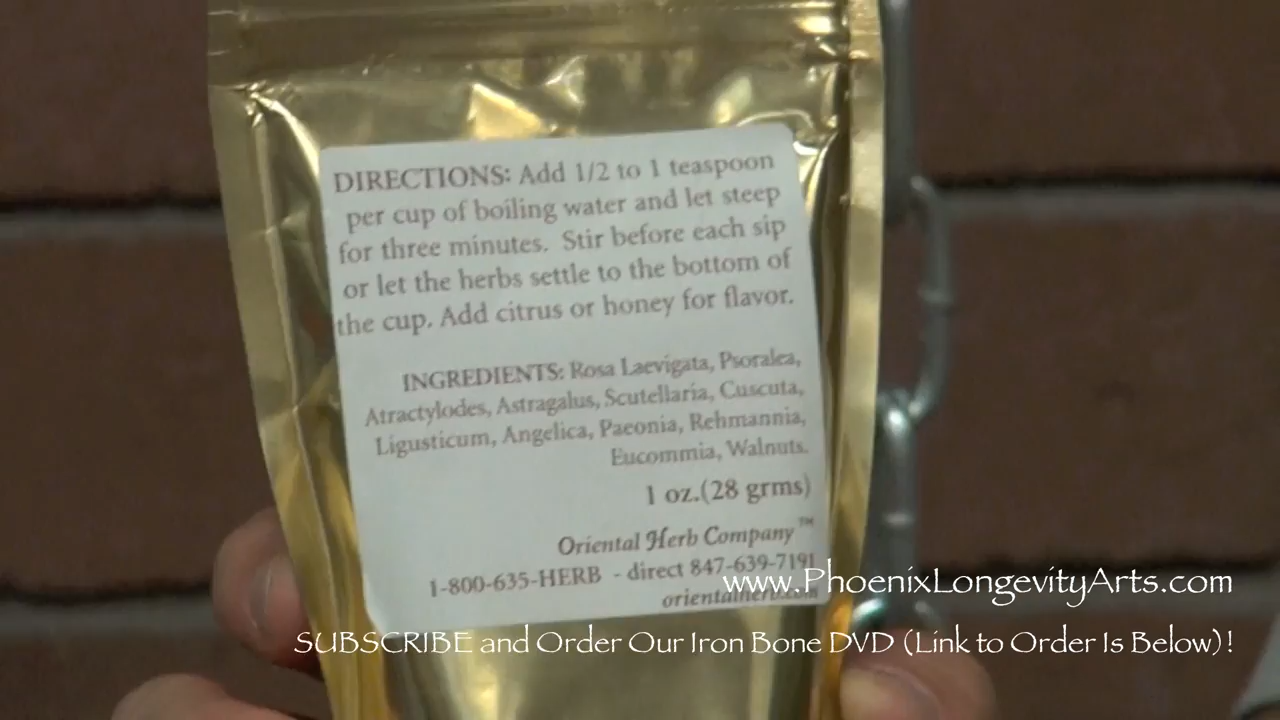 DIRECTIONS: Add 1/2 to 1 teaspoon
per cup of boiling water and let steep
for three minutes. Stir before each sip
or let the herbs settle to the bottom of
the cup. Add citrus or honey for flavor.
INGREDIENTS: Rosa Laevigata, Psoralea,
Atractylodes, Astragalus, Scutellaria, Cuscuta,
Ligusticum, Angelica, Paeonia, Rehmannia,
Eucommia, Walnuts.
1 oz.(28 grms)
Oriental Herb Company™
1-800-635-HERB - direct 847-639-7191
orientalherb.com
www.PhoenixLongevityArts.com
SUBSCRIBE and Order Our Iron Bone DVD (Link to Order Is Below)!